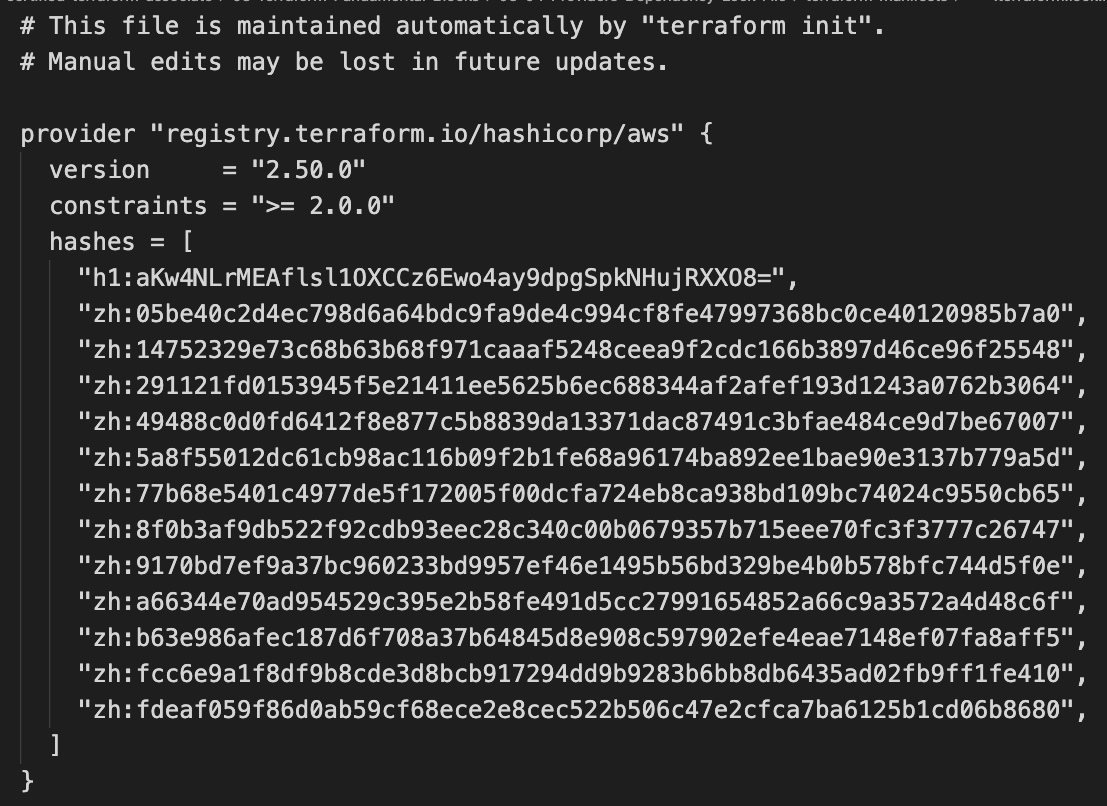 # This file is maintained automatically by "terraform init".
# Manual edits may be lost in future updates.

provider "registry.terraform.io/hashicorp/aws" {
  version     = "2.50.0"
  constraints = ">= 2.0.0"
  hashes = [
    "h1:aKw4NLrMEAflsl1OXCCz6Ewo4ay9dpgSpkNHujRXXO8=",
    "zh:05be40c2d4ec798d6a64bdc9fa9de4c994cf8fe47997368bc0ce40120985b7a0",
    "zh:14752329e73c68b63b68f971caaaf5248ceea9f2cdc166b3897d46ce96f25548",
    "zh:291121fd0153945f5e21411ee5625b6ec688344af2afef193d1243a0762b3064",
    "zh:49488c0d0fd6412f8e877c5b8839da13371dac87491c3bfae484ce9d7be67007",
    "zh:5a8f55012dc61cb98ac116b09f2b1fe68a96174ba892ee1bae90e3137b779a5d",
    "zh:77b68e5401c4977de5f172005f00dcfa724eb8ca938bd109bc74024c9550cb65",
    "zh:8f0b3af9db522f92cdb93eec28c340c00b0679357b715eee70fc3f3777c26747",
    "zh:9170bd7ef9a37bc960233bd9957ef46e1495b56bd329be4b0b578bfc744d5f0e",
    "zh:a66344e70ad954529c395e2b58fe491d5cc27991654852a66c9a3572a4d48c6f",
    "zh:b63e986afec187d6f708a37b64845d8e908c597902efe4eae7148ef07fa8aff5",
    "zh:fcc6e9a1f8df9b8cde3d8bcb917294dd9b9283b6bb8db6435ad02fb9ff1fe410",
    "zh:fdeaf059f86d0ab59cf68ece2e8cec522b506c47e2cfca7ba6125b1cd06b8680",
  ]
}